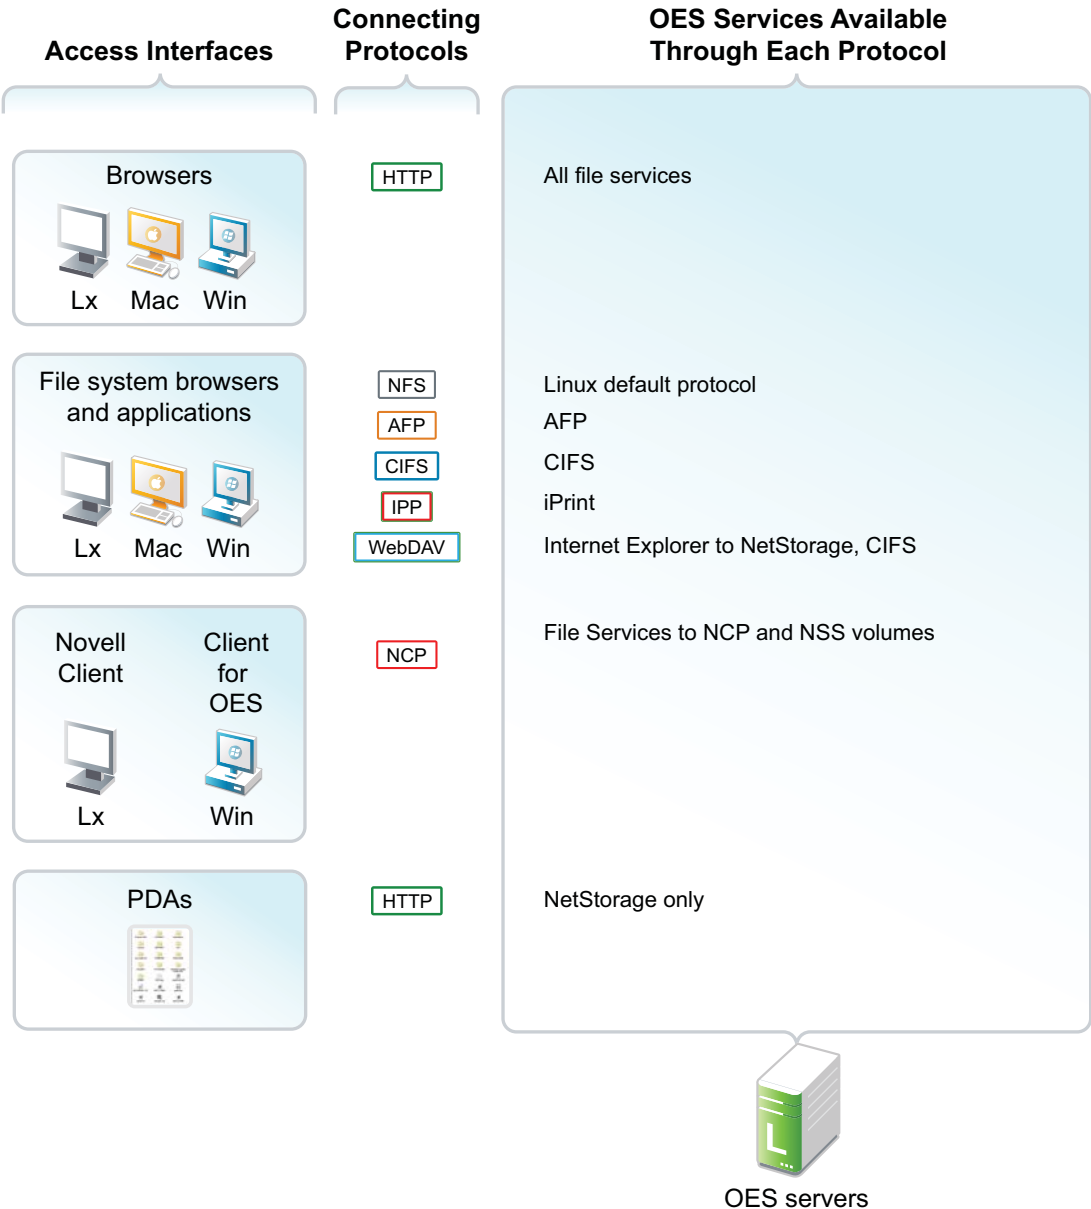 Access Interfaces
Connecting
Protocols
OES Services Available
Through Each Protocol
Browsers
Lx Mac Win
HTTP
All file services
File system browsers
and applications
Lx Mac Win
NFS
Linux default protocol
AFP
AFP
CIFS
CIFS
IPP
iPrint
WebDAV
Internet Explorer to NetStorage, CIFS
Novell
Client
Client
for
OES
Lx
Win
NCP
File Services to NCP and NSS volumes
PDAs
HTTP
NetStorage only
L
OES servers